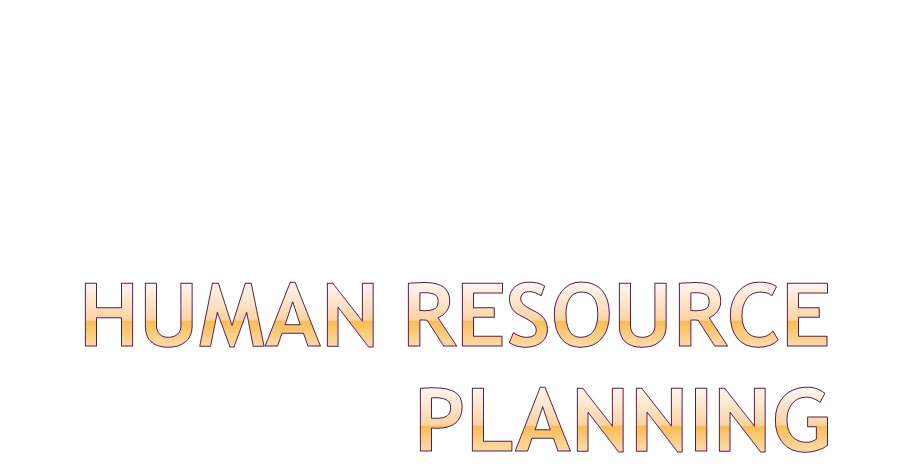 HUMAN RESOURCE
PLANNING